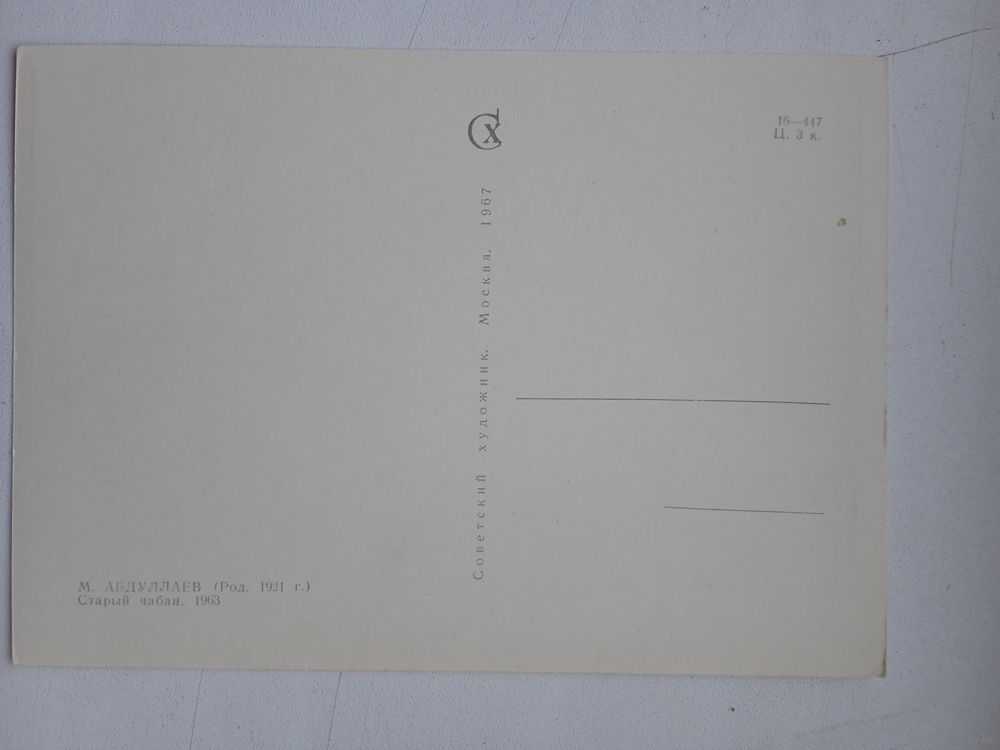 СХ
16—447
Ц. 3 к.
Советский художник. Москва. 1967
М. АБДУЛЛАЕВ (Род. 1921 г.)
Старый чабан. 1963